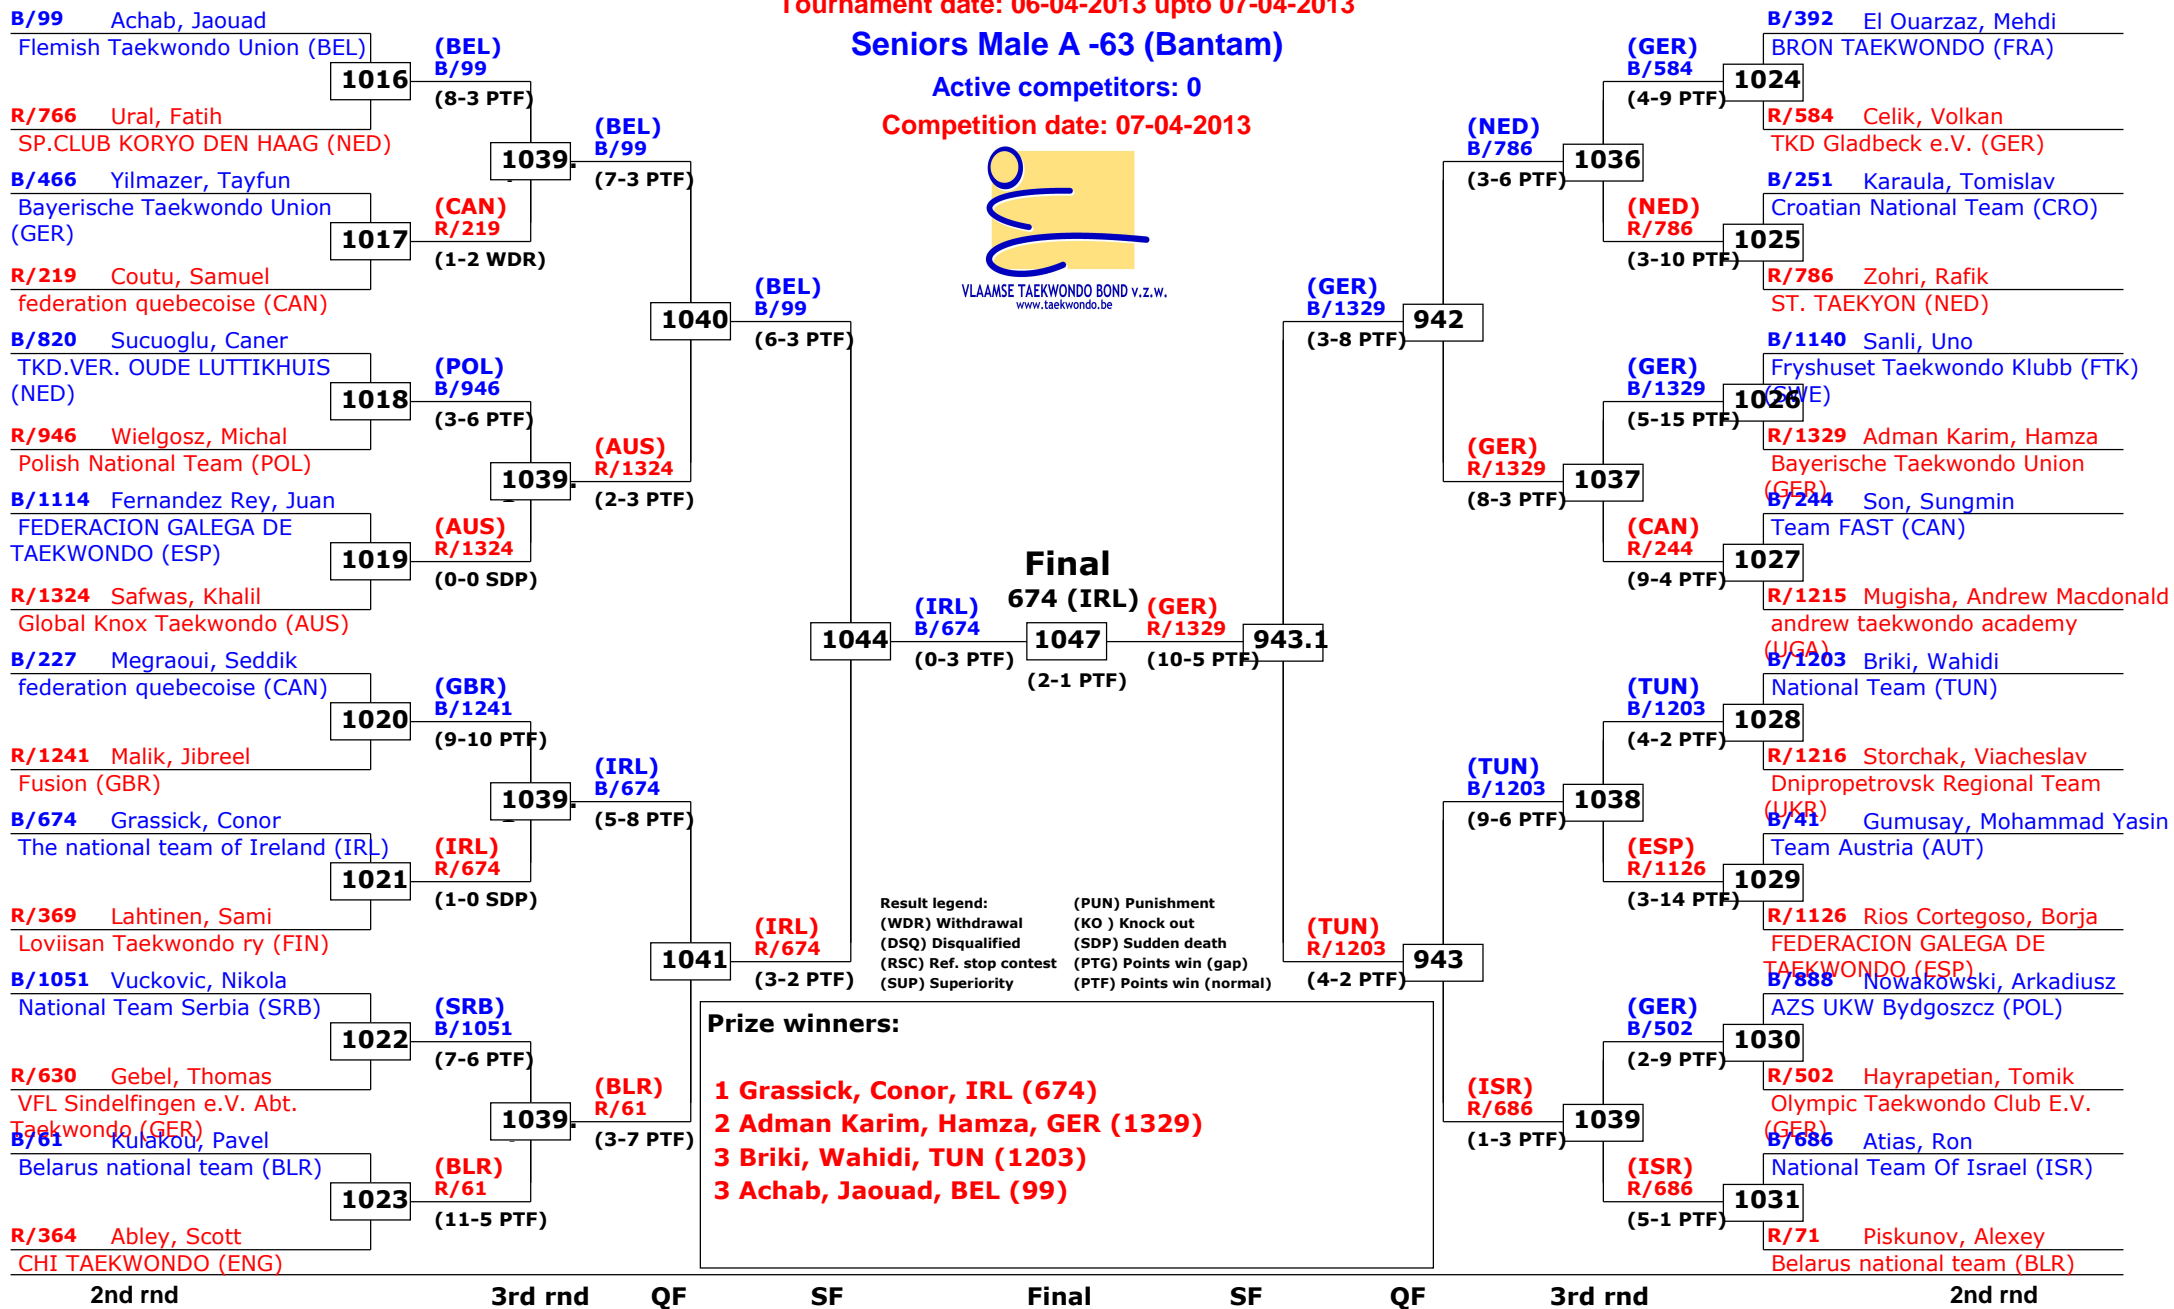 Tournament date: 06-04-2013 upto 07-04-2013
Seniors Male A -63 (Bantam)
Active competitors: 0
Competition date: 07-04-2013
VLAAMSE TAEKWONDO BOND v.z.w.
www.taekwondo.be
B/99 Achab, Jaouad
Flemish Taekwondo Union (BEL)
1016
R/766 Ural, Fatih
SP.CLUB KORYO DEN HAAG (NED)
B/466 Yilmazer, Tayfun
Bayerische Taekwondo Union
(GER)
1017
R/219 Coutu, Samuel
federation quebecoise (CAN)
B/820 Sucuoglu, Caner
TKD.VER. OUDE LUTTIKHUIS
(NED)
1018
R/946 Wielgosz, Michal
Polish National Team (POL)
B/1114 Fernandez Rey, Juan
FEDERACION GALEGA DE
TAEKWONDO (ESP)
1019
R/1324 Safwas, Khalil
Global Knox Taekwondo (AUS)
B/227 Megraoui, Seddik
federation quebecoise (CAN)
1020
R/1241 Malik, Jibreel
Fusion (GBR)
B/674 Grassick, Conor
The national team of Ireland (IRL)
1021
R/369 Lahtinen, Sami
Loviisan Taekwondo ry (FIN)
B/1051 Vuckovic, Nikola
National Team Serbia (SRB)
1022
R/630 Gebel, Thomas
VFL Sindelfingen e.V. Abt.
Taekwondo (GER)
B/61 Kulakou, Pavel
Belarus national team (BLR)
1023
R/364 Abley, Scott
CHI TAEKWONDO (ENG)
(BEL)
B/99
(8-3 PTF)
1039.
(CAN)
R/219
(1-2 WDR)
(POL)
B/946
(3-6 PTF)
1039.
(AUS)
R/1324
(0-0 SDP)
(GBR)
B/1241
(9-10 PTF)
1039.
(IRL)
R/674
(1-0 SDP)
(SRB)
B/1051
(7-6 PTF)
1039.
(BLR)
R/61
(11-5 PTF)
(BEL)
B/99
(7-3 PTF)
1040
(AUS)
R/1324
(2-3 PTF)
(IRL)
B/674
(5-8 PTF)
1041
(BLR)
R/61
(3-7 PTF)
(BEL)
B/99
(6-3 PTF)
1044
(IRL)
R/674
(3-2 PTF)
(IRL)
B/674
(0-3 PTF)
Final
674 (IRL)
1047
(2-1 PTF)
(GER)
R/1329
(10-5 PTF)
943.1
(GER)
B/1329
(3-8 PTF)
942
(TUN)
R/1203
(4-2 PTF)
943
(NED)
B/786
(3-6 PTF)
1036
(GER)
R/1329
(8-3 PTF)
1037
(TUN)
B/1203
(9-6 PTF)
1038
(ISR)
R/686
(1-3 PTF)
1039
(GER)
B/584
(4-9 PTF)
1024
(NED)
R/786
(3-10 PTF)
1025
(GER)
B/1329
(5-15 PTF)
1026
(CAN)
R/244
(9-4 PTF)
1027
(TUN)
B/1203
(4-2 PTF)
1028
(ESP)
R/1126
(3-14 PTF)
1029
(GER)
B/502
(2-9 PTF)
1030
(ISR)
R/686
(5-1 PTF)
1031
B/392 El Ouarzaz, Mehdi
BRON TAEKWONDO (FRA)
R/584 Celik, Volkan
TKD Gladbeck e.V. (GER)
B/251 Karaula, Tomislav
Croatian National Team (CRO)
R/786 Zohri, Rafik
ST. TAEKYON (NED)
B/1140 Sanli, Uno
Fryshuset Taekwondo Klubb (FTK)
(SWE)
R/1329 Adman Karim, Hamza
Bayerische Taekwondo Union
(GER)
B/244 Son, Sungmin
Team FAST (CAN)
R/1215 Mugisha, Andrew Macdonald
andrew taekwondo academy
(UGA)
B/1203 Briki, Wahidi
National Team (TUN)
R/1216 Storchak, Viacheslav
Dnipropetrovsk Regional Team
(UKR)
B/41 Gumusay, Mohammad Yasin
Team Austria (AUT)
R/1126 Rios Cortegoso, Borja
FEDERACION GALEGA DE
TAEKWONDO (ESP)
B/888 Nowakowski, Arkadiusz
AZS UKW Bydgoszcz (POL)
R/502 Hayrapetian, Tomik
Olympic Taekwondo Club E.V.
(GER)
B/686 Atias, Ron
National Team Of Israel (ISR)
R/71 Piskunov, Alexey
Belarus national team (BLR)
Result legend: (PUN) Punishment
(WDR) Withdrawal (KO ) Knock out
(DSQ) Disqualified (SDP) Sudden death
(RSC) Ref. stop contest (PTG) Points win (gap)
(SUP) Superiority (PTF) Points win (normal)
Prize winners:
1 Grassick, Conor, IRL (674)
2 Adman Karim, Hamza, GER (1329)
3 Briki, Wahidi, TUN (1203)
3 Achab, Jaouad, BEL (99)
2nd rnd 3rd rnd QF SF Final SF QF 3rd rnd 2nd rnd